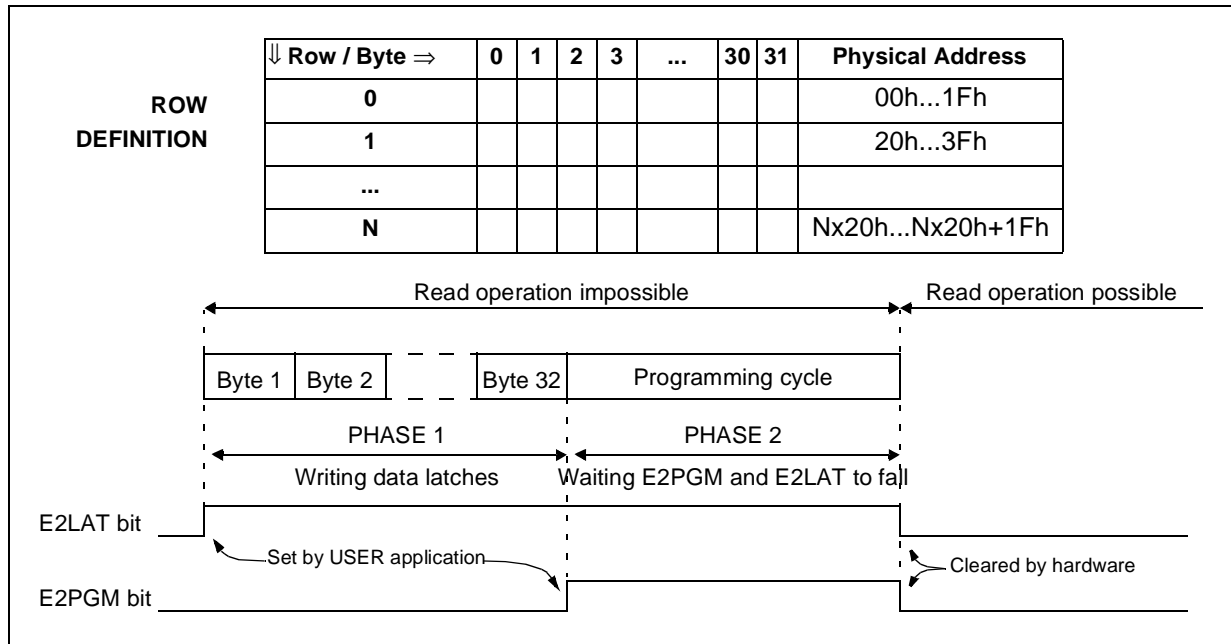 ⇓ Row / Byte ⇒ 0 1 2 3 ... 30 31 Physical Address
ROW DEFINITION
0 00h...1Fh
1 20h...3Fh
...
N Nx20h...Nx20h+1Fh
Read operation impossible Read operation possible
Byte 1 Byte 2 Byte 32 Programming cycle
PHASE 1 PHASE 2
Writing data latches Waiting E2PGM and E2LAT to fall
E2LAT bit
Set by USER application Cleared by hardware
E2PGM bit